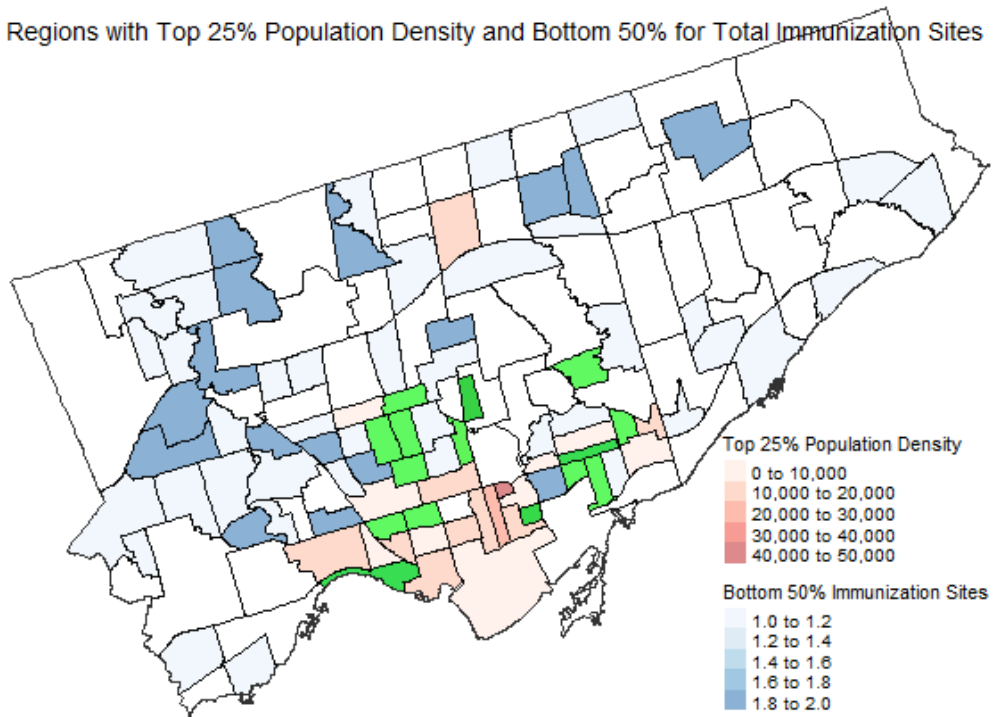 Regions with Top 25% Population Density and Bottom 50% for Total Immunization Sites
Top 25% Population Density
0 to 10,000
10,000 to 20,000
20,000 to 30,000
30,000 to 40,000
40,000 to 50,000
Bottom 50% Immunization Sites
1.0 to 1.2
1.2 to 1.4
1.4 to 1.6
1.6 to 1.8
1.8 to 2.0